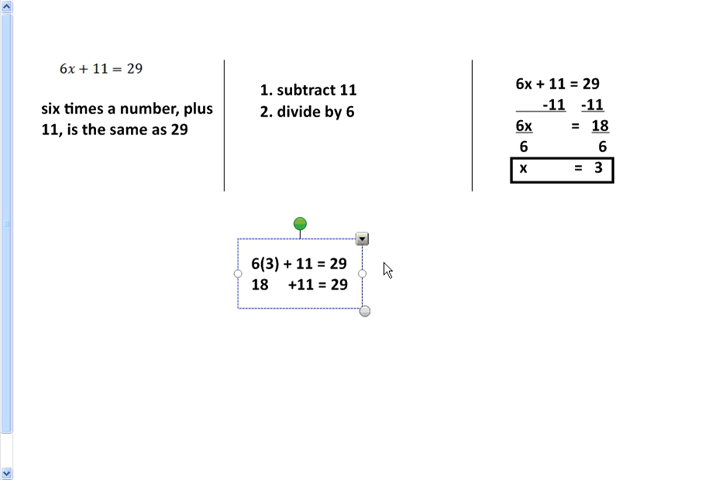 6x + 11 = 29
six times a number, plus
11, is the same as 29
1. subtract 11
2. divide by 6
6x + 11 = 29
-11 -11
6x = 18
6 6
x = 3
6(3) + 11 = 29
18 +11 = 29